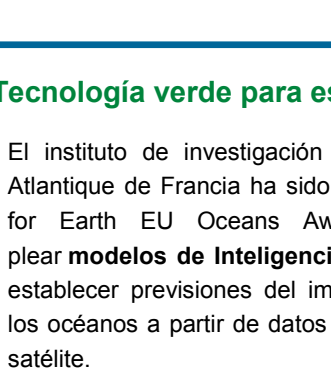 Tecnología verde para es
El instituto de investigación
Atlantique de Francia ha sido
for Earth EU Oceans Aw
plear modelos de Inteligenci
establecer previsiones del im
los océanos a partir de datos
satélite.